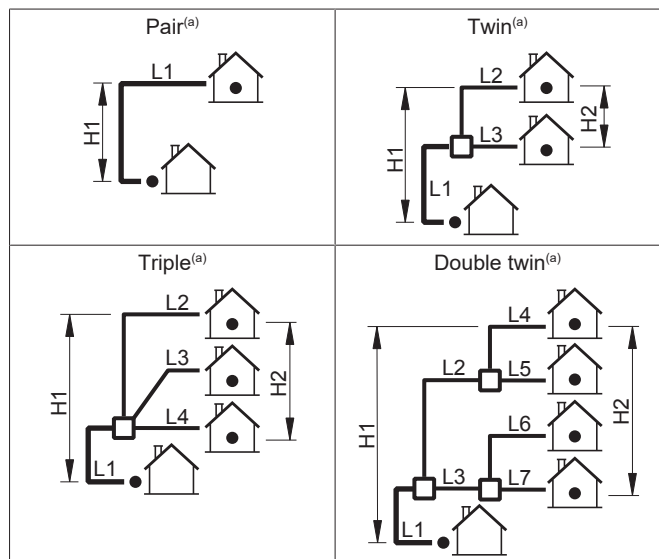 Pair(a)
L1
H1
Twin(a)
L2
L3
H1
H2
L1
Triple(a)
L2
L3
L4
H1
H2
L1
Double twin(a)
L4
L2
L5
H1
H2
L6
L3
L7
L1